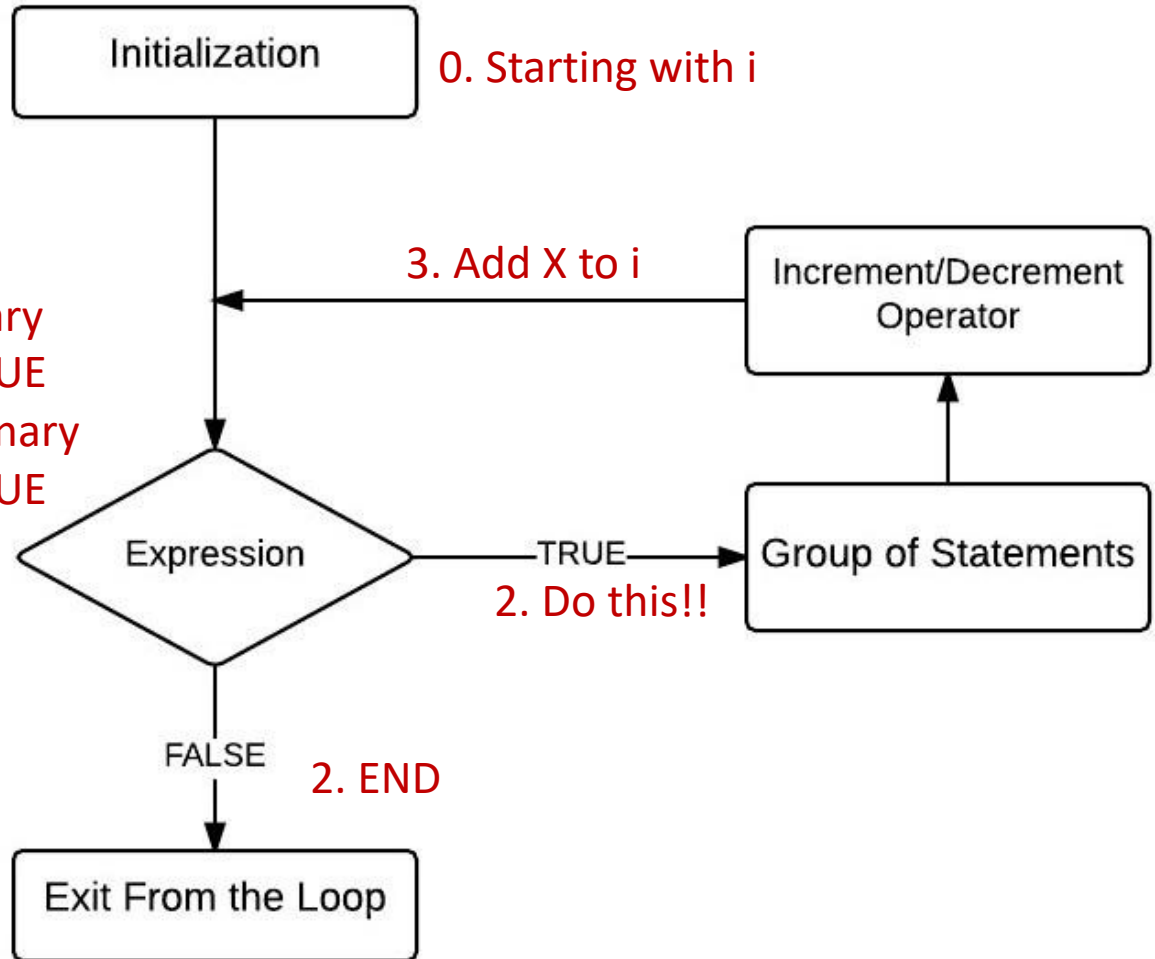 Initialization
0. Starting with i
3. Add X to i
Increment/Decrement
Operator
Expression
TRUE
2. Do this!!
Group of Statements
FALSE
2. END
Exit From the Loop